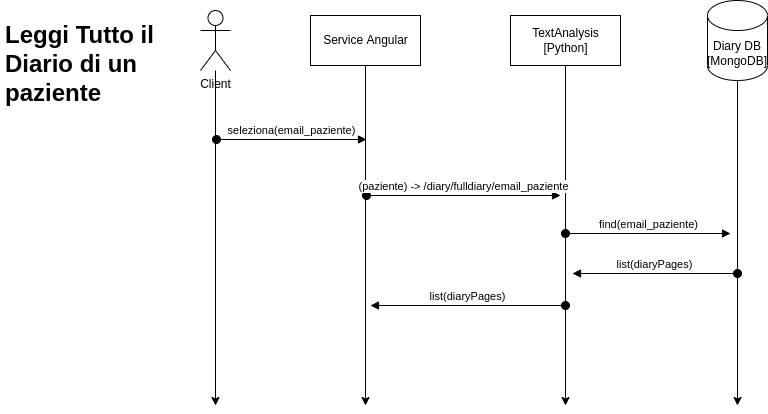 Leggi Tutto il
Diario di un
paziente
Client
Service Angular
TextAnalysis
[Python]
Diary DB
[MongoDB]
seleziona(email_paziente)
(paziente) -> /diary/fulldiary/email_paziente
find(email_paziente)
list(diaryPages)
list(diaryPages)